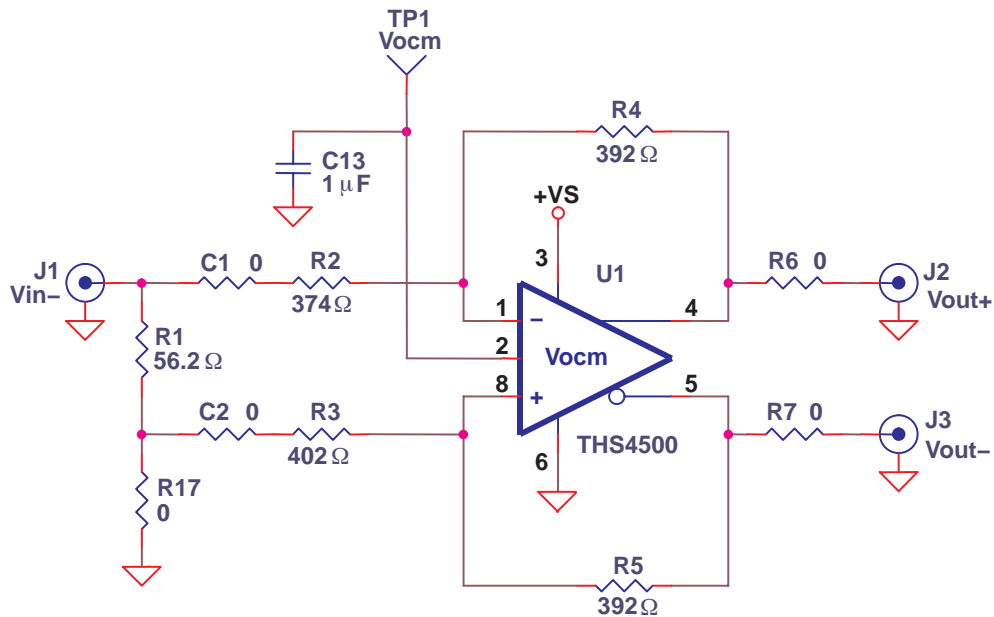 TP1
Vocm
R4
392 Ω
C13
1 µF
+VS
3
U1
J1
Vin–
C1 0
R2
374 Ω
R6 0
J2
Vout+
1
–
4
R1
56.2 Ω
2
Vocm
8
+
5
C2 0
R3
402 Ω
R7 0
J3
Vout–
THS4500
6
R17
0
R5
392 Ω